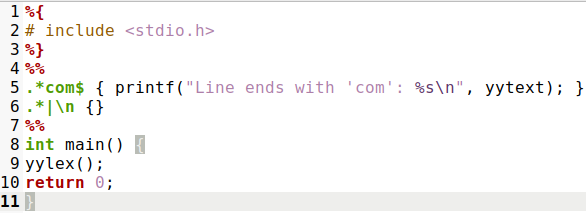 1 %{
2 # include <stdio.h>
3 %}
4 %%
5 .*com$ { printf("Line ends with 'com': %s\n", yytext); }
6 .*|\n {}
7 %%
8 int main() {
9 yylex();
10 return 0;
11 }